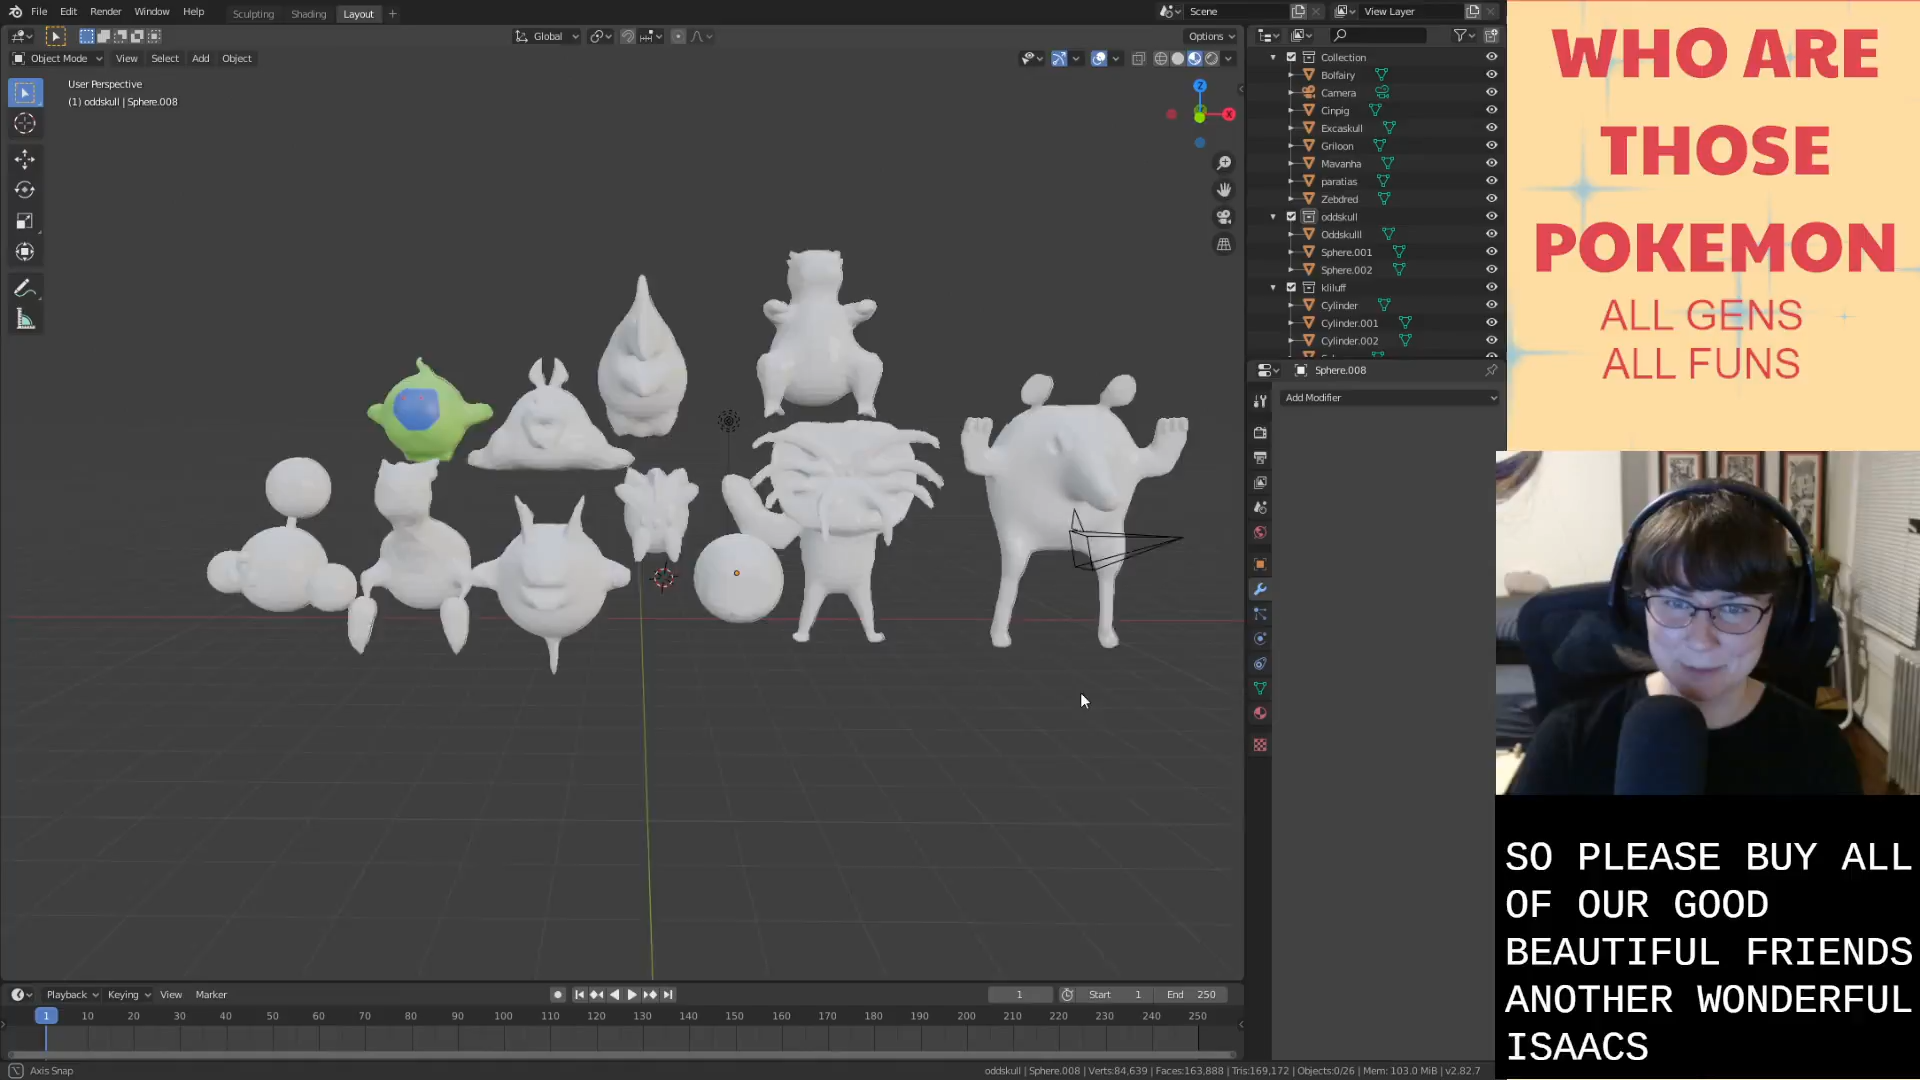 File Edit Render Window Help Sculpting Shading Layout + Scene View Layer
Global Options
Object Mode View Select Add Object
User Perspective
(1) oddskull | Sphere.008
Z
X
Collection
Bolfairy
Camera
Cinpig
Excaskull
Griloon
Mavanha
paratias
Zebdred
oddskull
Oddskulll
Sphere.001
Sphere.002
kliluff
Cylinder
Cylinder.001
Cylinder.002
Sphere.008
Add Modifier
WHO ARE
THOSE
POKEMON
ALL GENS
ALL FUNS
SO PLEASE BUY ALL
OF OUR GOOD
BEAUTIFUL FRIENDS
ANOTHER WONDERFUL
ISAACS
Playback Keying View Marker 1 Start 1 End 250
1 10 20 30 40 50 60 70 80 90 100 110 120 130 140 150 160 170 180 190 200 210 220 230 240 250
Axis Snap
oddskull | Sphere.008 | Verts:84,639 | Faces:163,888 | Tris:169,172 | Objects:0/26 | Mem: 103.0 MiB | v2.82.7